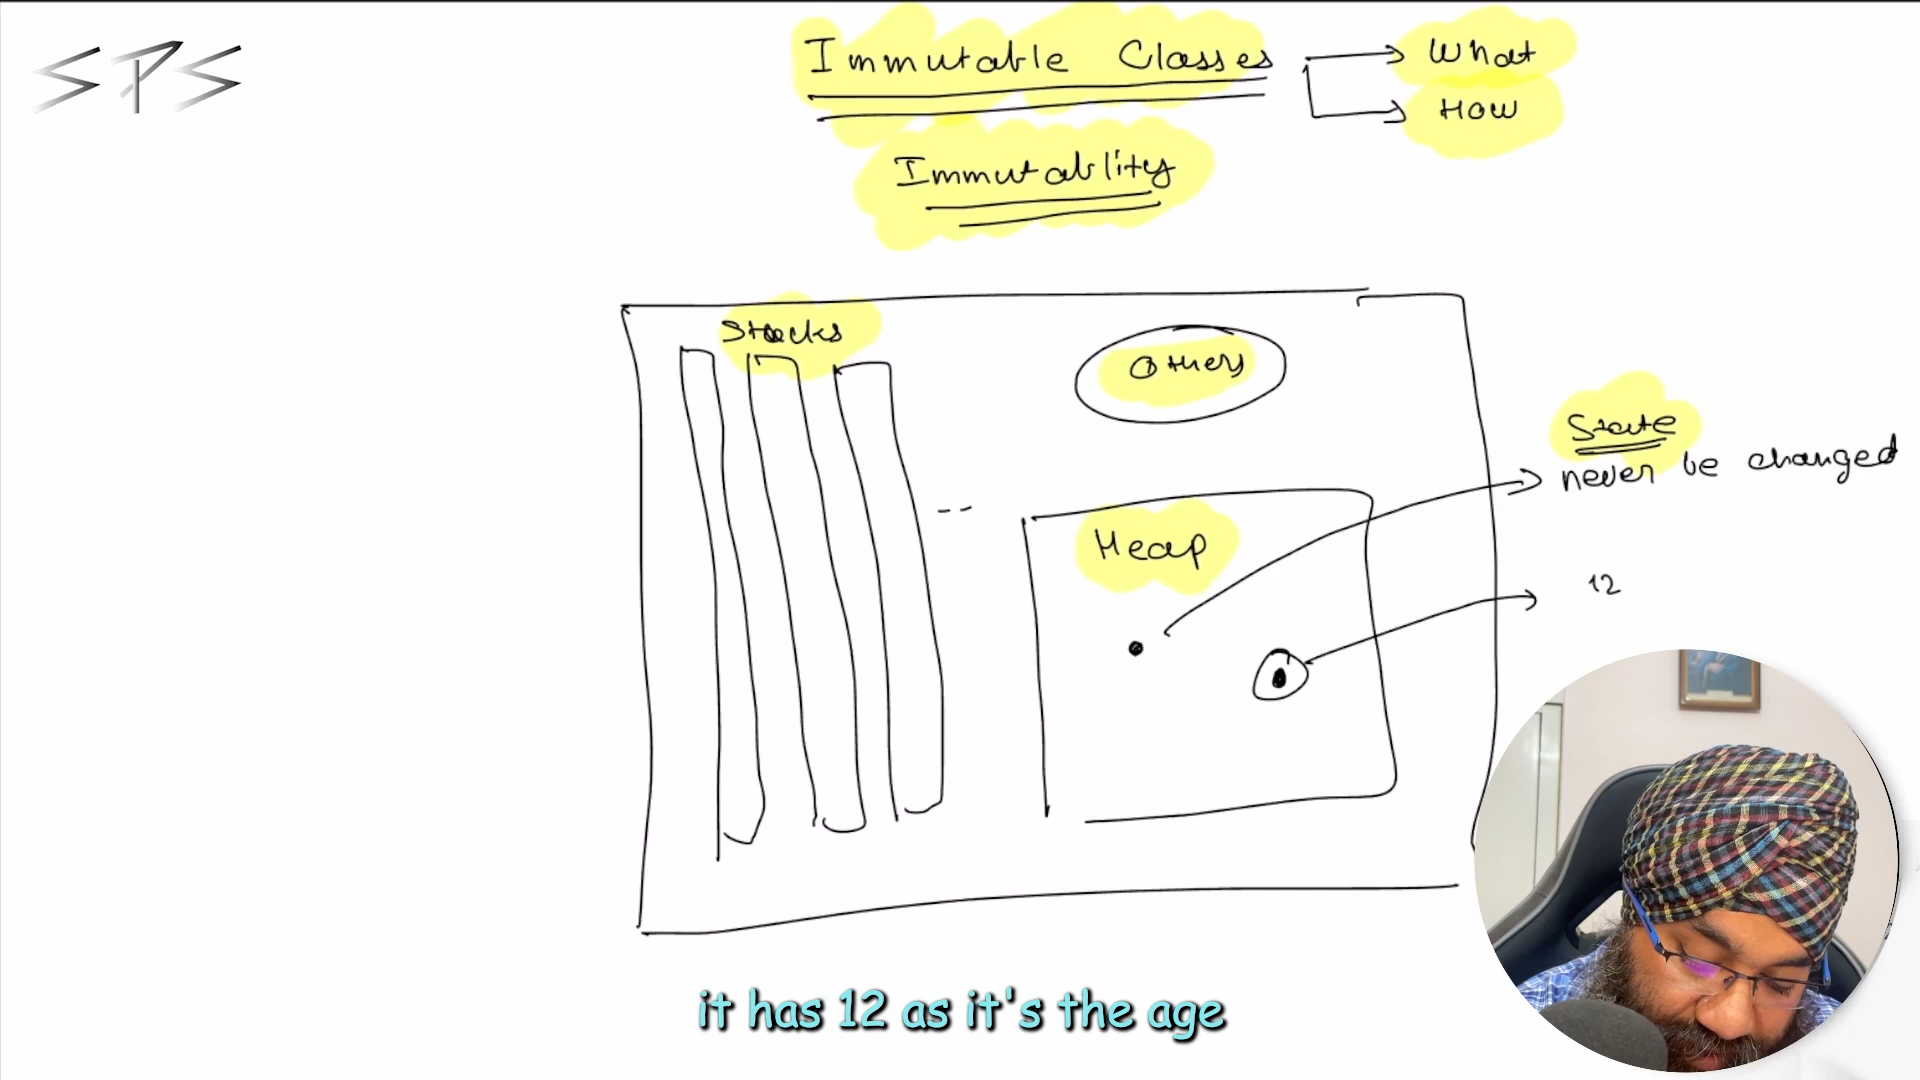 SPS
Immutable Classes
What
How
Immutablity
Stacks
Others
State
never be changed
--
Heap
12
it has 12 as it's the age